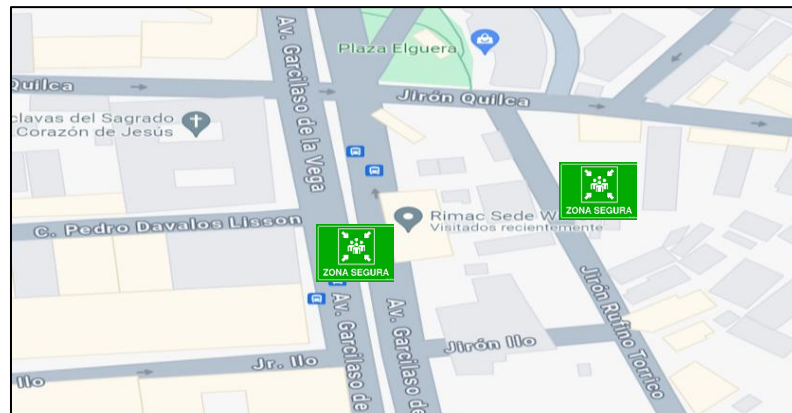 Plaza Elguera
Av. Garcilaso de la Vega
Quilca
Jirón Quilca
clavas del Sagrado
Corazón de Jesús
ZONA SEGURA
C. Pedro Davalos Lisson
Rimac Sede W
Visitados recientemente
ZONA SEGURA
Jirón Rufino Torrico
Av. Garcilaso de
Av. Garcilaso de
Jirón Ilo
Jr. Ilo
Ilo